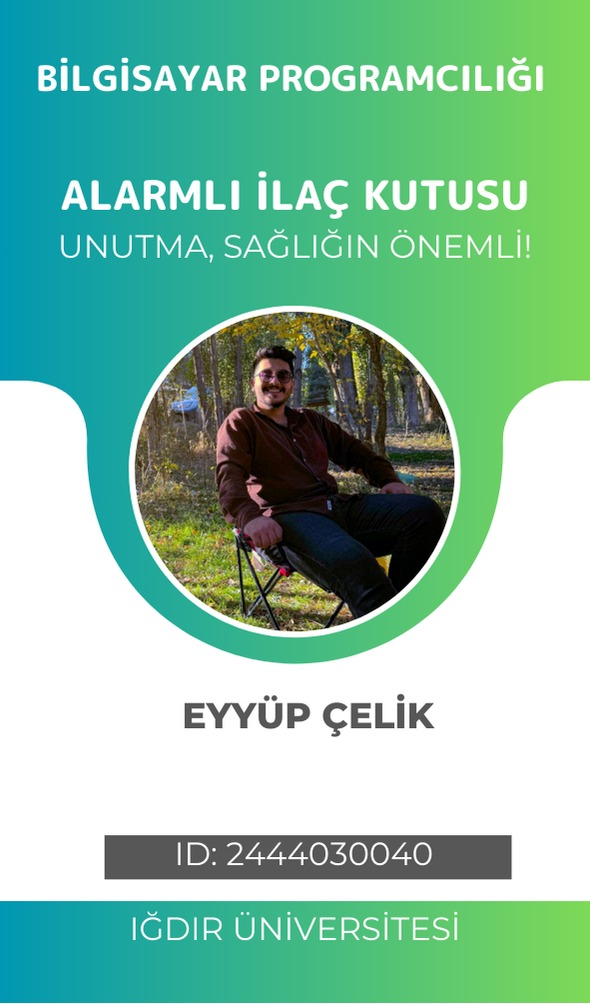 BİLGİSAYAR PROGRAMCILIĞI
ALARMLI İLAÇ KUTUSU
UNUTMA, SAĞLIĞIN ÖNEMLİ!
EYYÜP ÇELİK
ID: 2444030040
IĞDIR ÜNİVERSİTESİ